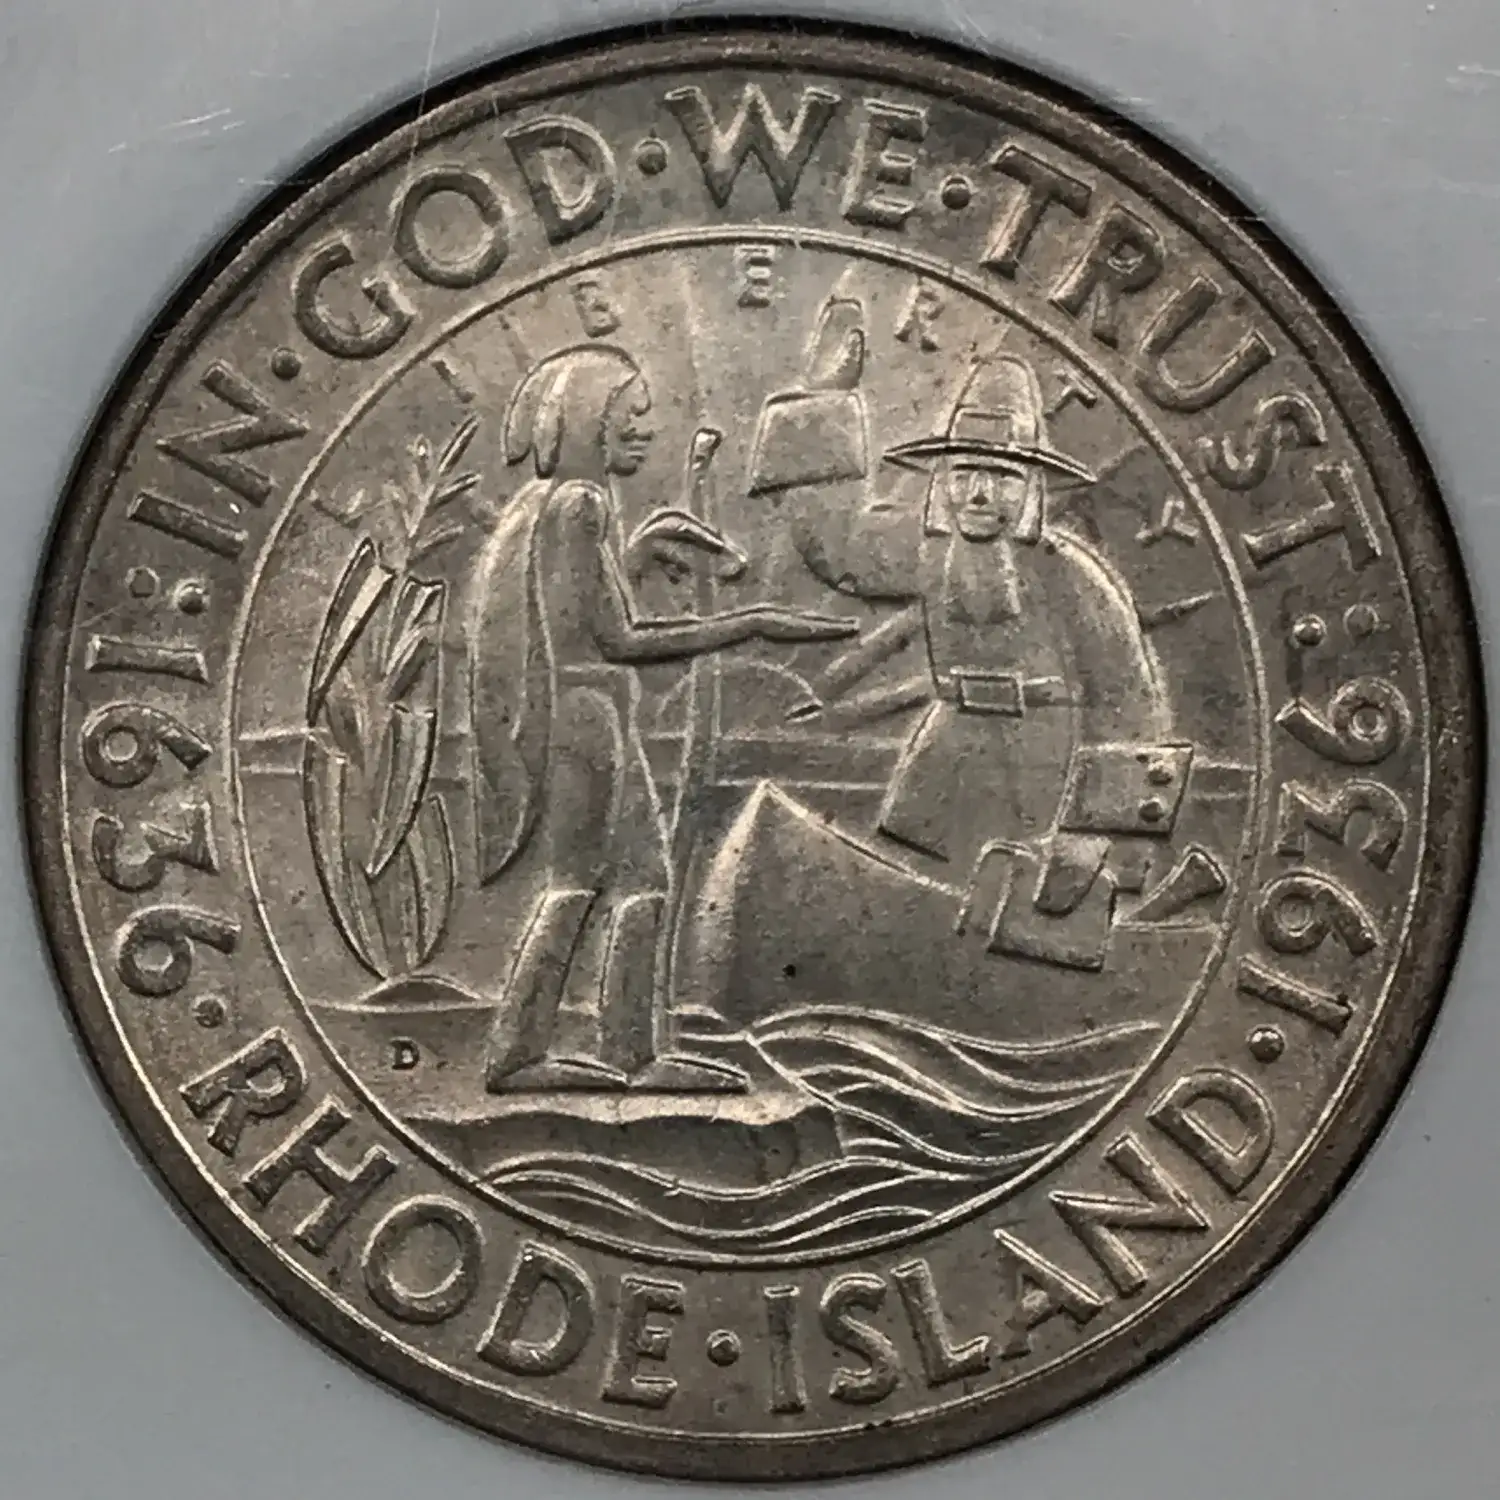 IN·GOD·WE·TRUST
LIBERTY
D
1636·RHODE·ISLAND·1936